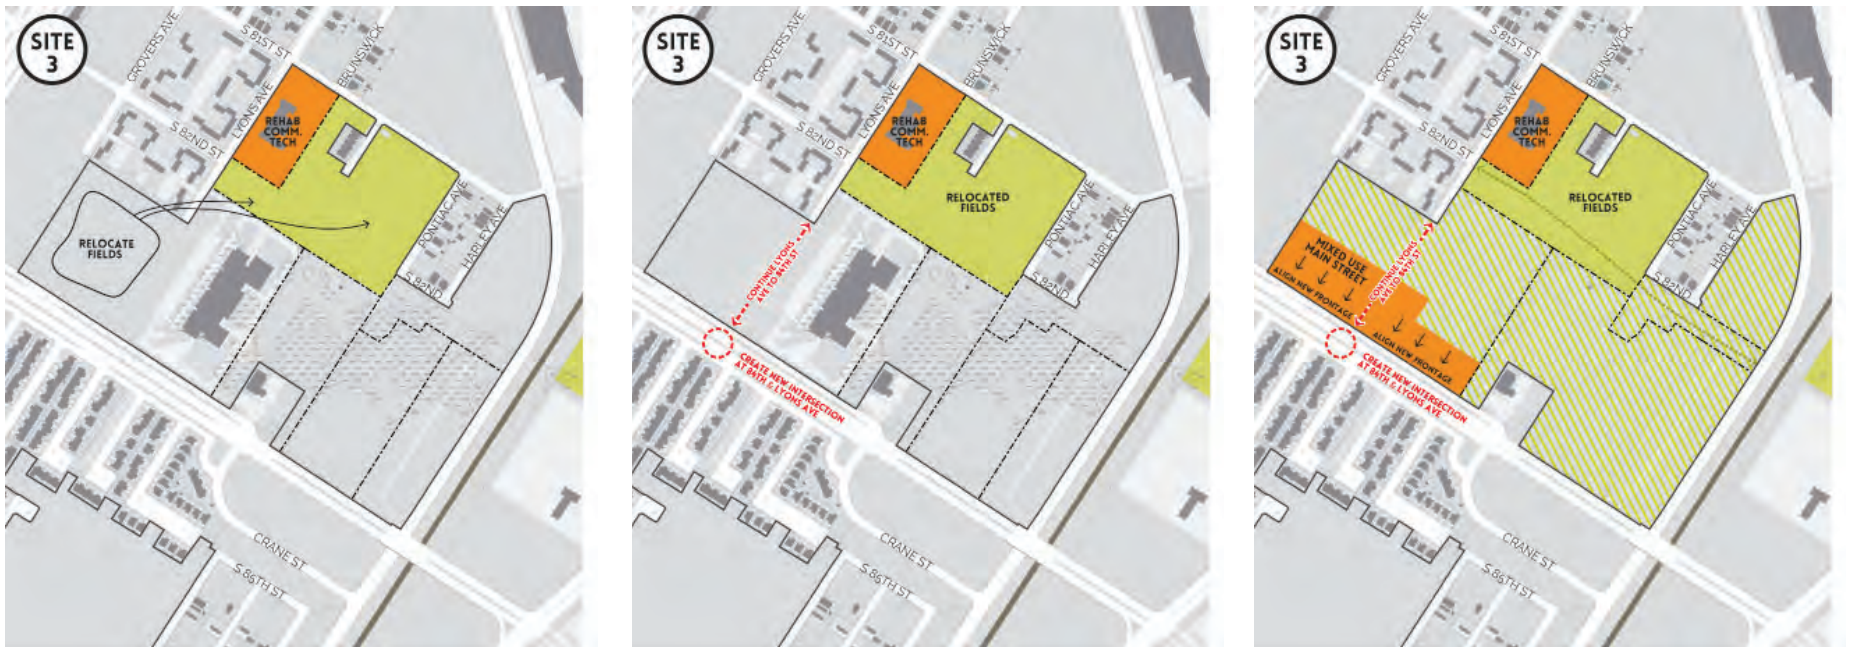 SITE
3
GROVERS AVE
S 81ST ST
BRUNSWICK
LYONS AVE
S 82ND ST
REHAB
COMM.
TECH
RELOCATE
FIELDS
PONTIAC AVE
HARLEY AVE
S 82ND
CRANE ST
S 86TH ST
SITE
3
GROVERS AVE
S 81ST ST
BRUNSWICK
LYONS AVE
S 82ND ST
REHAB
COMM.
TECH
RELOCATED
FIELDS
PONTIAC AVE
HARLEY AVE
S 82ND
CONTINUE LYONS
AVE TO 84TH ST
CREATE NEW INTERSECTION
AT 84TH & LYONS AVE
CRANE ST
S 86TH ST
SITE
3
GROVERS AVE
S 81ST ST
BRUNSWICK
LYONS AVE
S 82ND ST
REHAB
COMM.
TECH
RELOCATED
FIELDS
PONTIAC AVE
HARLEY AVE
S 82ND
MIXED USE
MAIN STREET
ALIGN NEW FRONTAGE
CONTINUE LYONS
AVE TO 84TH ST
ALIGN NEW FRONTAGE
CREATE NEW INTERSECTION
AT 84TH & LYONS AVE
CRANE ST
S 86TH ST